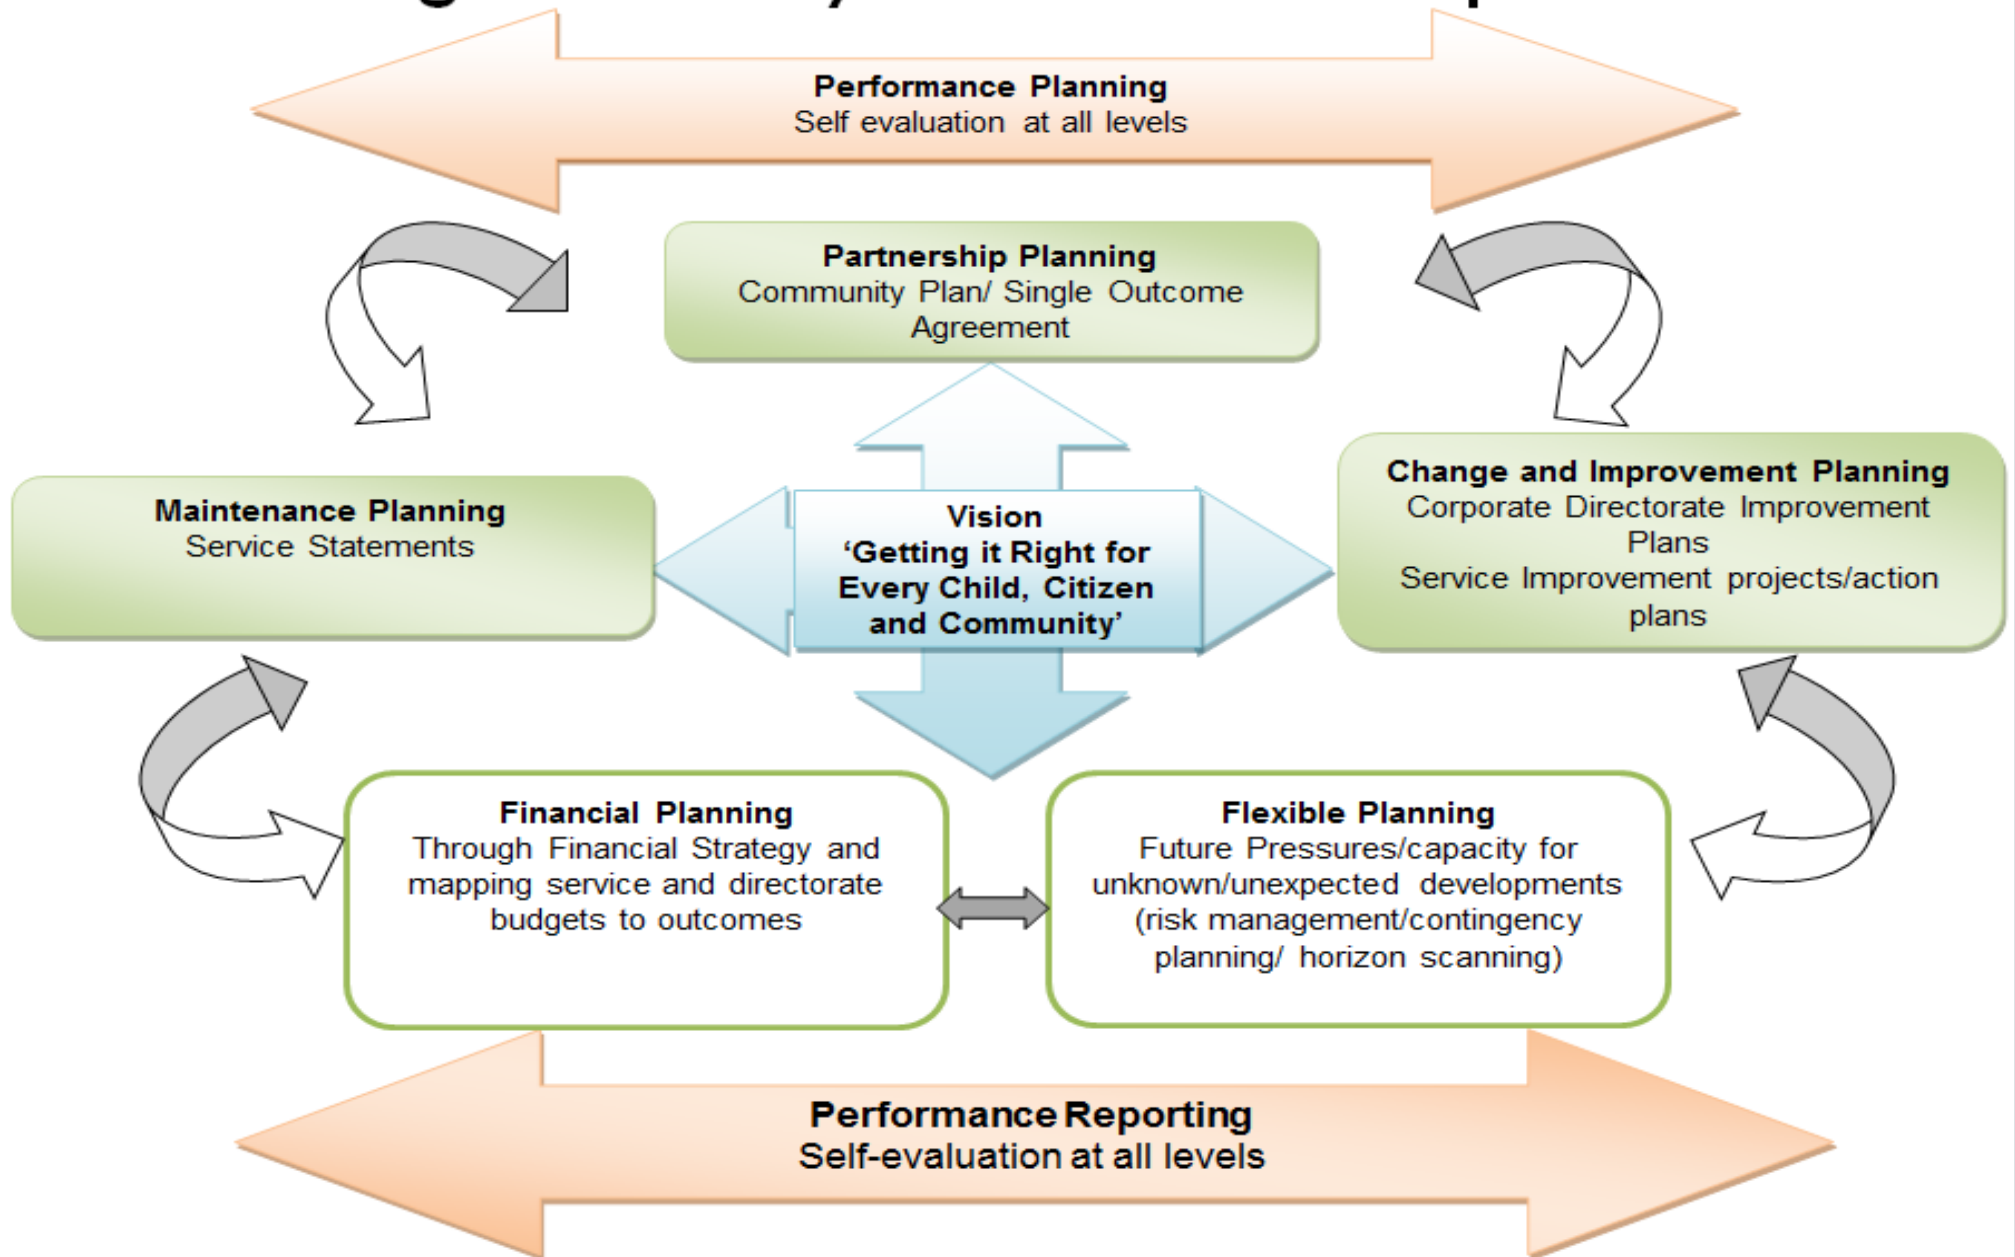 Performance Planning
Self evaluation at all levels
Partnership Planning
Community Plan/ Single Outcome
Agreement
Maintenance Planning
Service Statements
Vision
‘Getting it Right for
Every Child, Citizen
and Community’
Change and Improvement Planning
Corporate Directorate Improvement
Plans
Service Improvement projects/action
plans
Financial Planning
Through Financial Strategy and
mapping service and directorate
budgets to outcomes
Flexible Planning
Future Pressures/capacity for
unknown/unexpected developments
(risk management/contingency
planning/ horizon scanning)
Performance Reporting
Self-evaluation at all levels